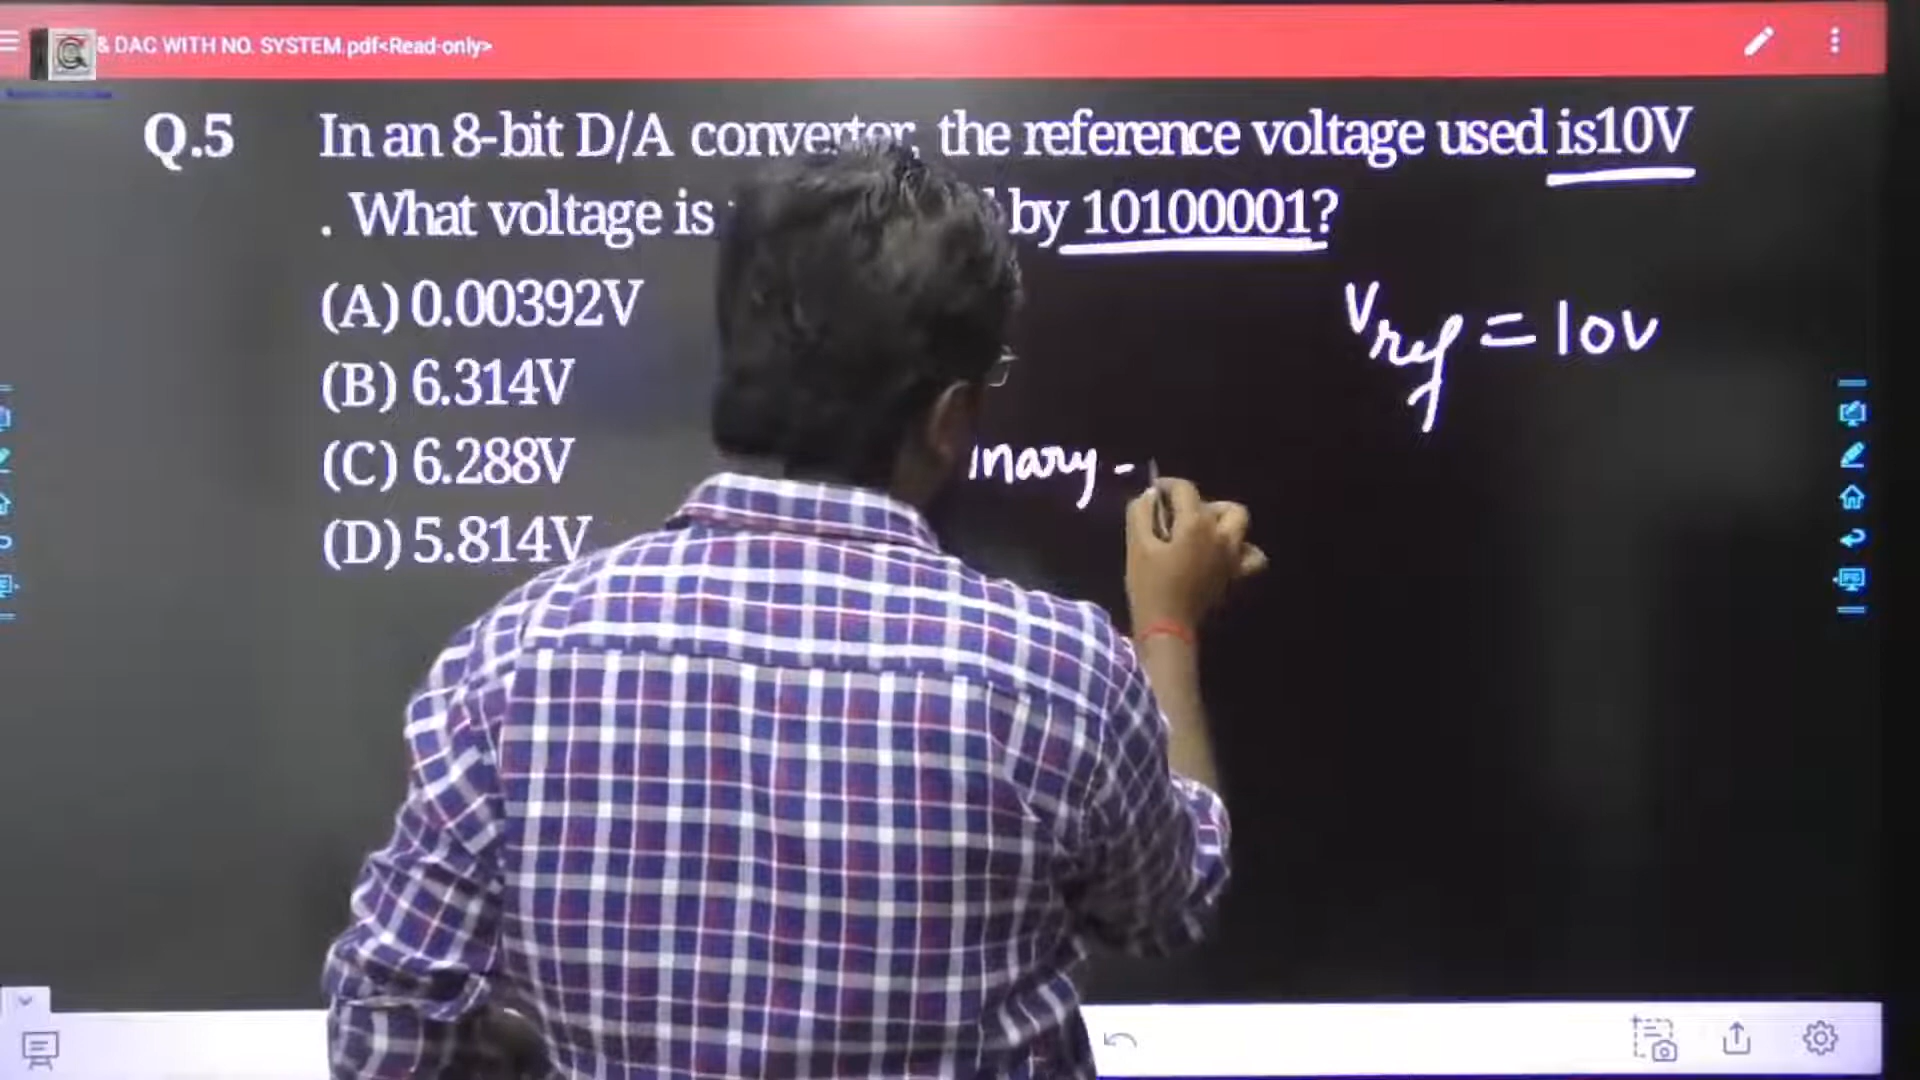 & DAC WITH NO. SYSTEM.pdf<Read-only>
Q.5 In an 8-bit D/A converter, the reference voltage used is10V
. What voltage is by 10100001?
(A) 0.00392V
(B) 6.314V
(C) 6.288V
(D) 5.814V
Vref = 10V
inary -